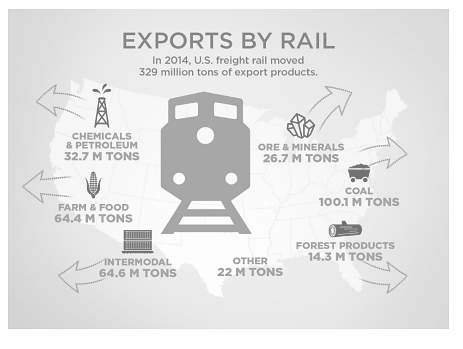 EXPORTS BY RAIL
In 2014, U.S. freight rail moved
329 million tons of export products.
CHEMICALS
& PETROLEUM
32.7 M TONS
ORE & MINERALS
26.7 M TONS
FARM & FOOD
64.4 M TONS
COAL
100.1 M TONS
INTERMODAL
64.6 M TONS
OTHER
22 M TONS
FOREST PRODUCTS
14.3 M TONS